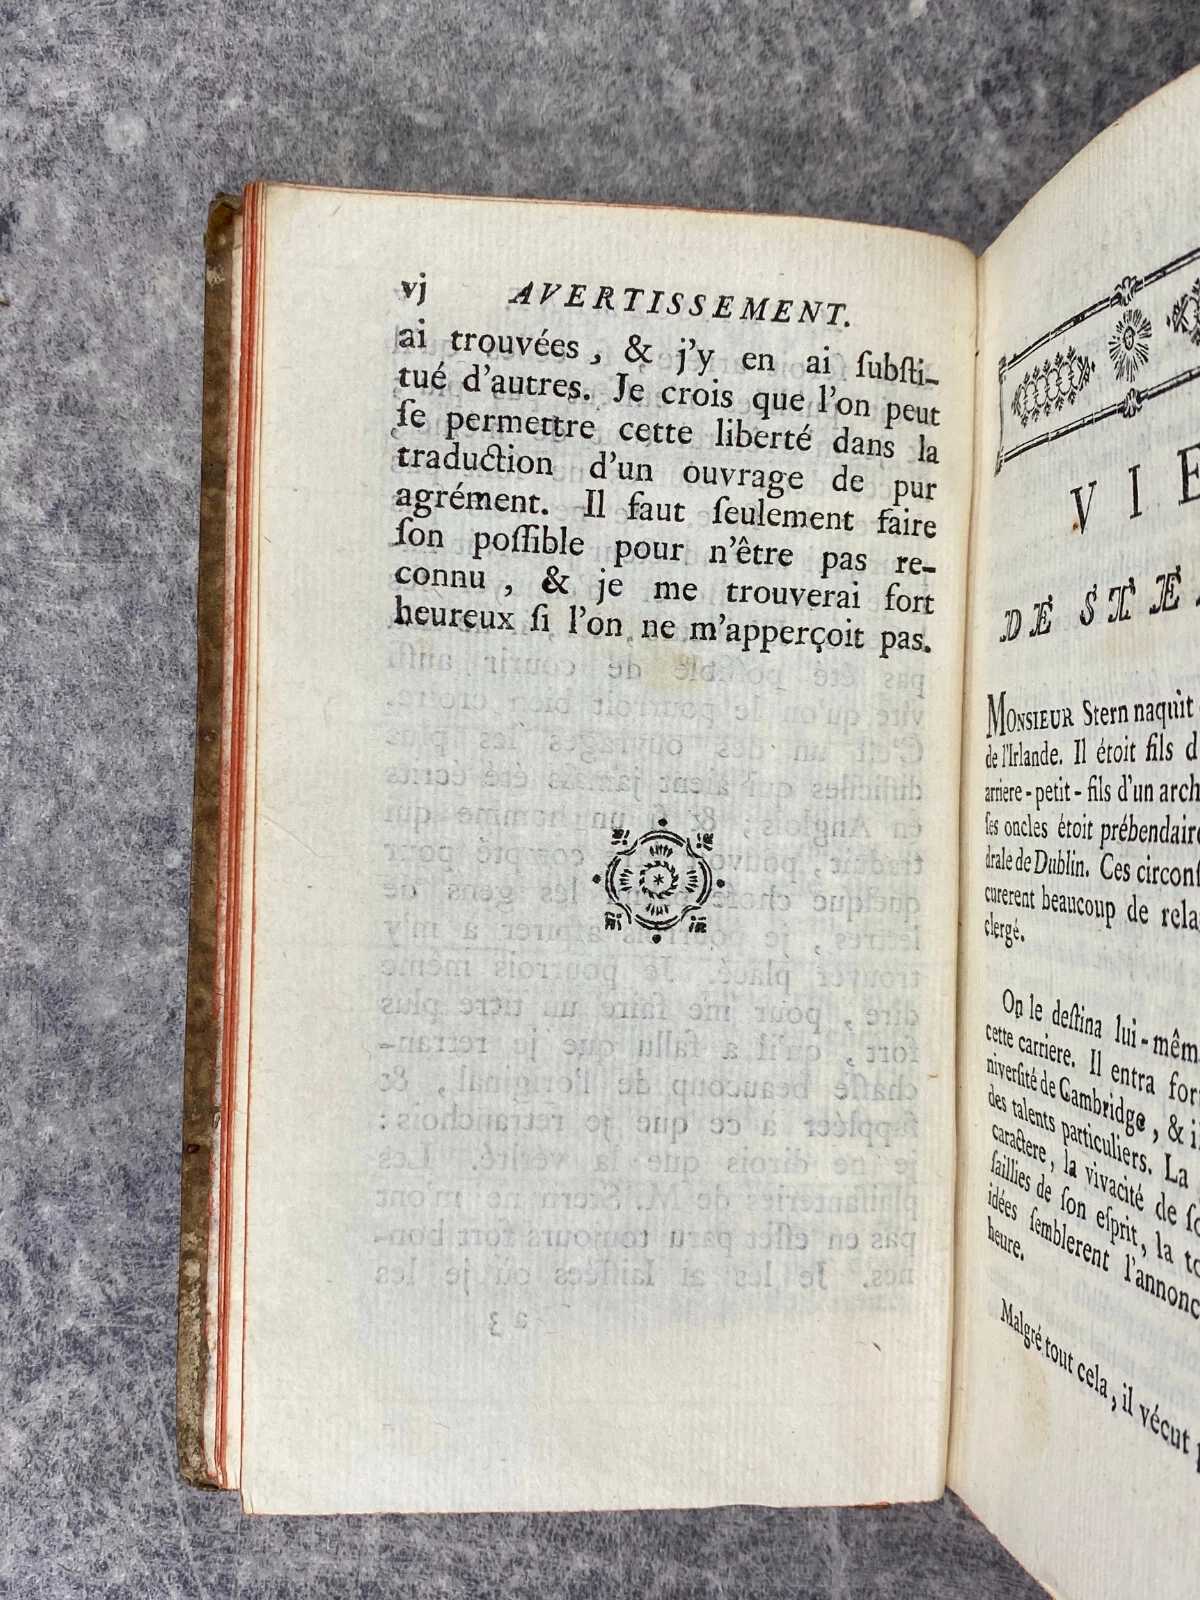 vj AVERTISSEMENT.
ai trouvées, & j'y en ai ſubſti-
tué d'autres. Je crois que l'on peut
ſe permettre cette liberté dans la
traduction d'un ouvrage de pur
agrément. Il faut ſeulement faire
ſon poſſible pour n'être pas re-
connu, & je me trouverai fort
heureux ſi l'on ne m'apperçoit pas.
VIE
DE STE
MONSIEUR Stern naquit
de l'Irlande. Il étoit fils d
arriere-petit-fils d'un arch
ſes oncles étoit prébendaire
drale de Dublin. Ces circonſ
curerent beaucoup de rela
clergé.
On le deſtina lui-mêm
cette carriere. Il entra for
niverſité de Cambridge, & il
des talents particuliers. La
caractere, la vivacité de ſo
ſaillies de ſon eſprit, la to
idées ſemblerent l'annonc
heure.
Malgré tout cela, il vécut